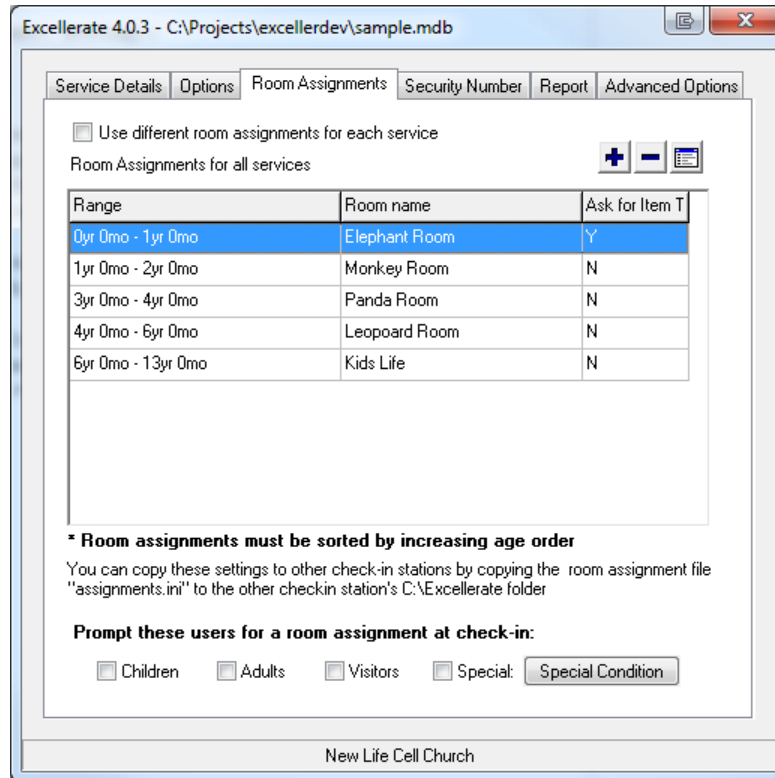 Excellerate 4.0.3 - C:\Projects\excellerdev\sample.mdb
Service Details Options Room Assignments Security Number Report Advanced Options
Use different room assignments for each service
Room Assignments for all services
Range Room name Ask for Item T
0yr 0mo - 1yr 0mo Elephant Room Y
1yr 0mo - 2yr 0mo Monkey Room N
3yr 0mo - 4yr 0mo Panda Room N
4yr 0mo - 6yr 0mo Leopoard Room N
6yr 0mo - 13yr 0mo Kids Life N
* Room assignments must be sorted by increasing age order
You can copy these settings to other check-in stations by copying the room assignment file
"assignments.ini" to the other checkin station's C:\Excellerate folder
Prompt these users for a room assignment at check-in:
Children Adults Visitors Special: Special Condition
New Life Cell Church